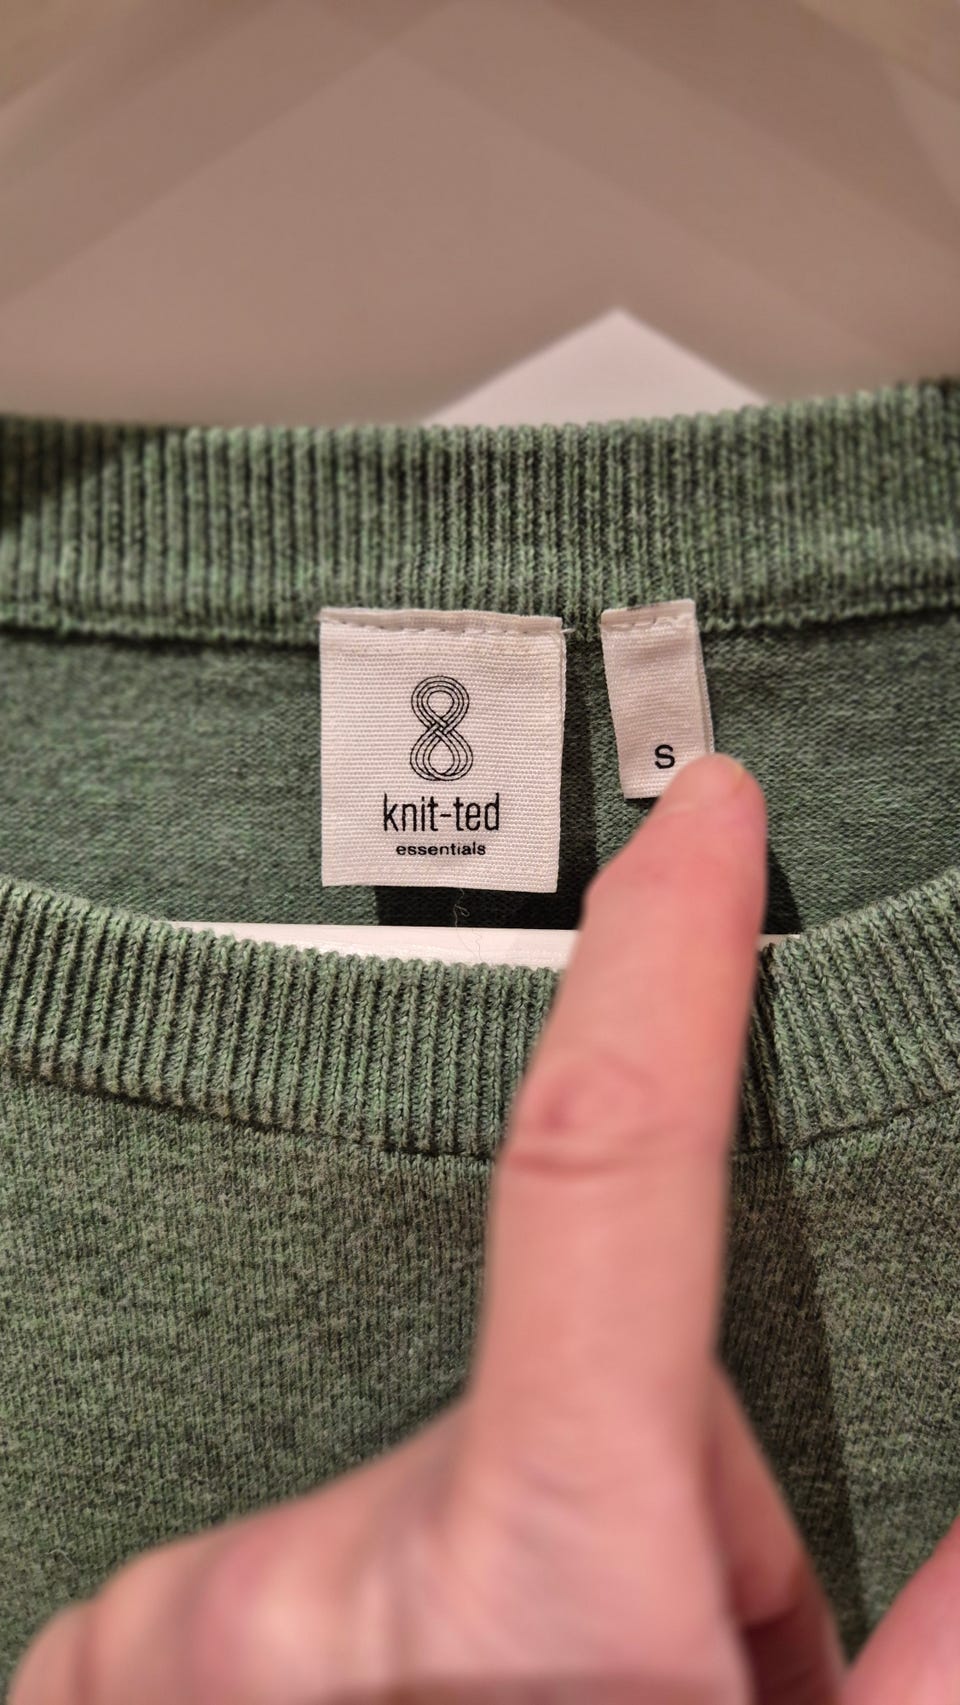 knit-ted
essentials
S